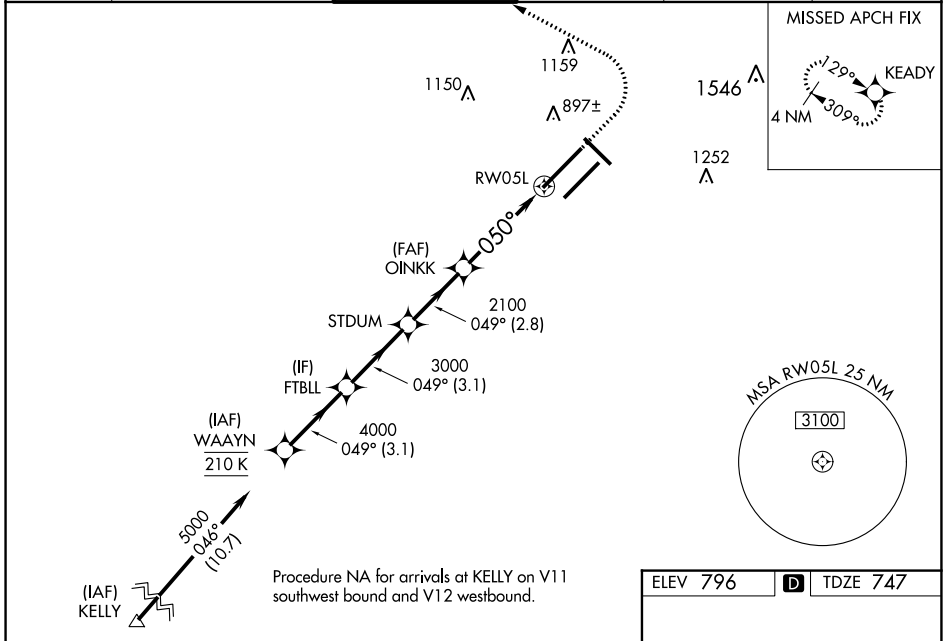 MISSED APCH FIX
129°
KEADY
309°
4 NM
1159
1150
897±
1546
1252
RW05L
050°
(FAF)
OINKK
2100
049° (2.8)
STDUM
(IF)
FTBLL
3000
049° (3.1)
(IAF)
WAAYN
210 K
4000
049° (3.1)
5000
046°
(10.7)
(IAF)
KELLY
MSA RW05L 25 NM
3100
Procedure NA for arrivals at KELLY on V11
southwest bound and V12 westbound.
ELEV 796 D TDZE 747